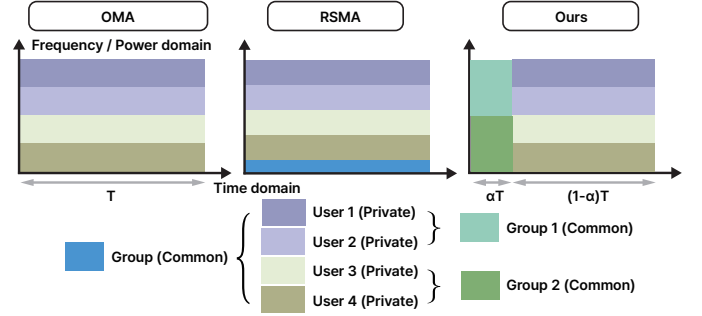 OMA
RSMA
Ours
Frequency / Power domain
T
Time domain
αT
(1-α)T
User 1 (Private)
User 2 (Private)
User 3 (Private)
User 4 (Private)
Group (Common)
Group 1 (Common)
Group 2 (Common)